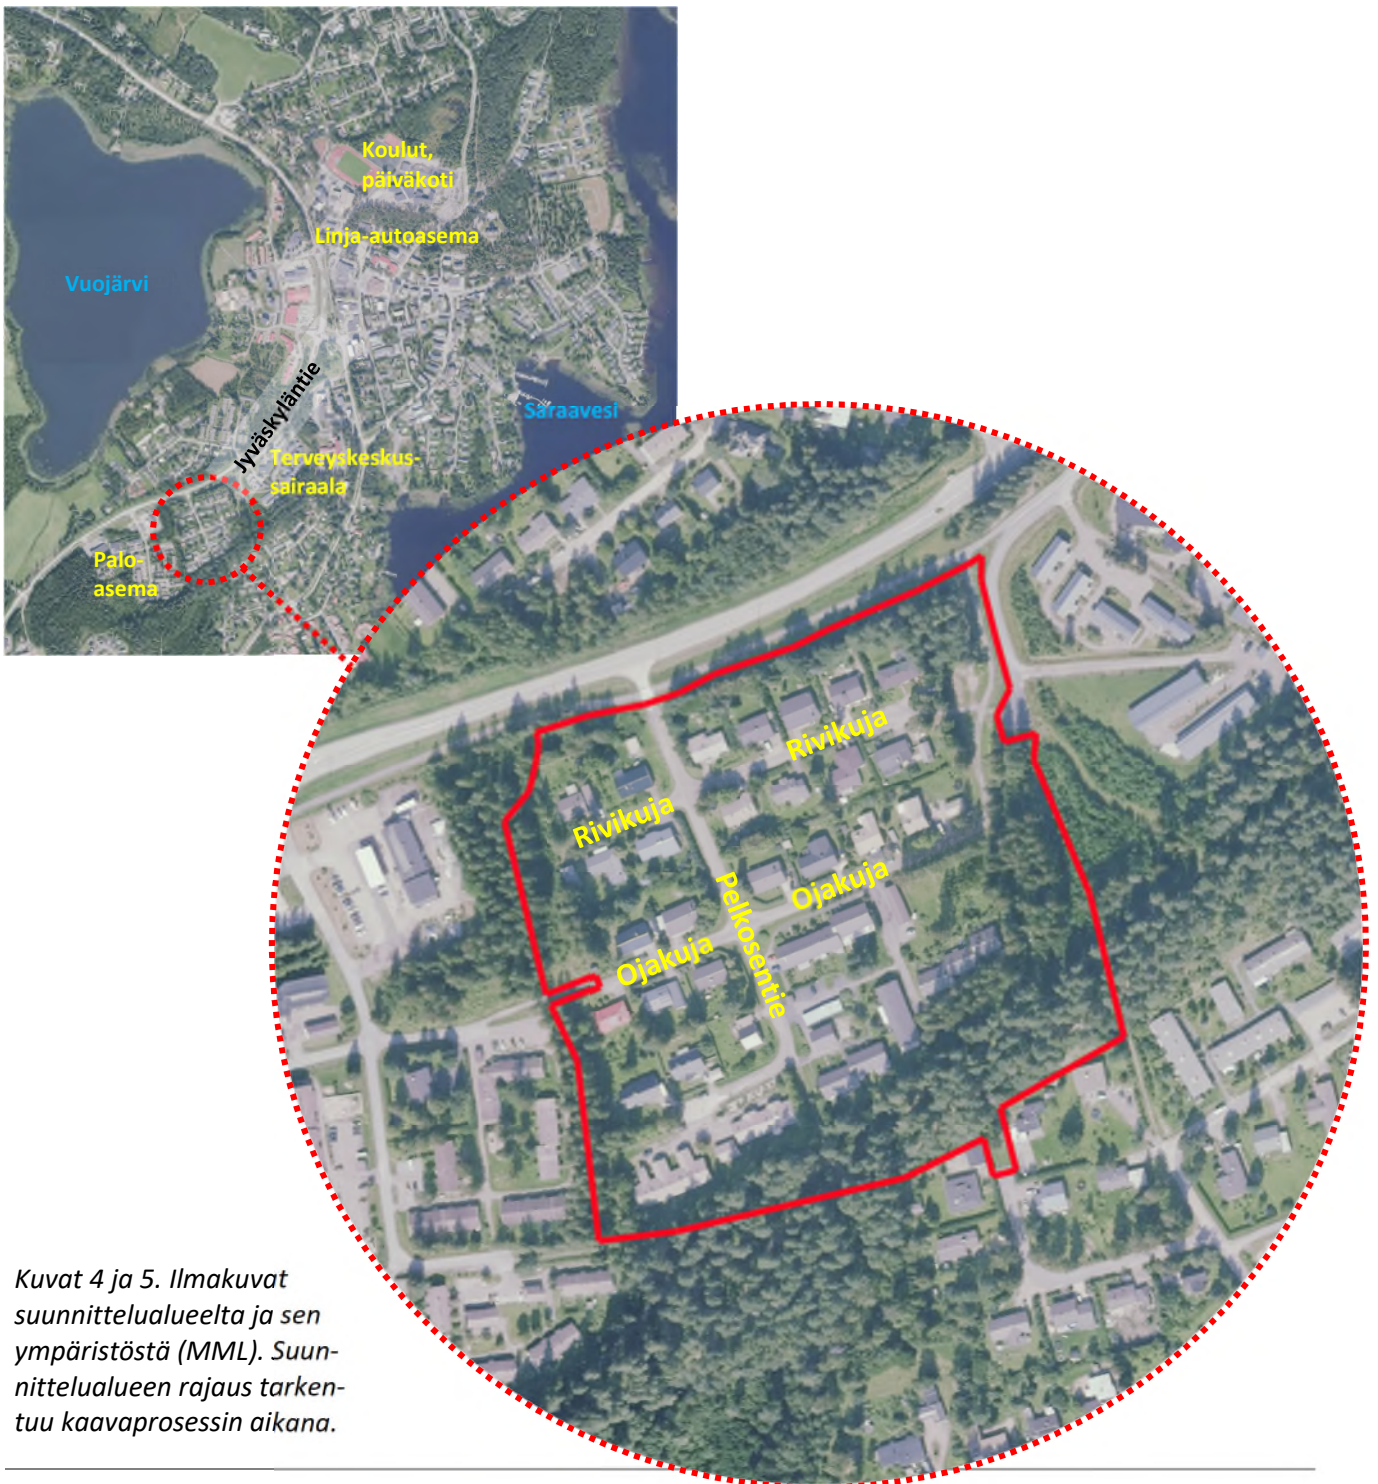 Koulut,
päiväkoti
Linja-autoasema
Vuojärvi
Jyväskyläntie
Saraavesi
Terveyskeskus-
sairaala
Palo-
asema
Rivikuja
Rivikuja
Ojakuja
Pelkosentie
Ojakuja
Kuvat 4 ja 5. Ilmakuvat
suunnittelualueelta ja sen
ympäristöstä (MML). Suun-
nittelualueen rajaus tarken-
tuu kaavaprosessin aikana.